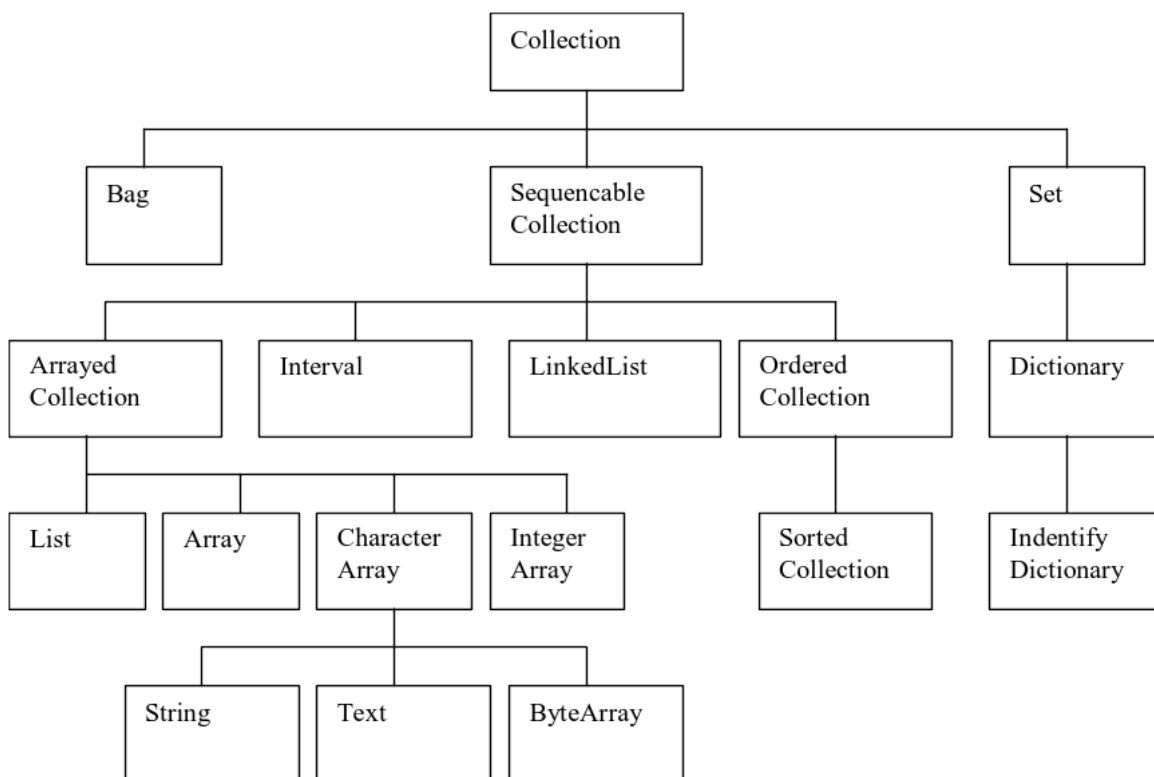 Collection
Bag
Sequencable
Collection
Set
Arrayed
Collection
Interval
LinkedList
Ordered
Collection
Dictionary
List
Array
Character
Array
Integer
Array
Sorted
Collection
Indentify
Dictionary
String
Text
ByteArray